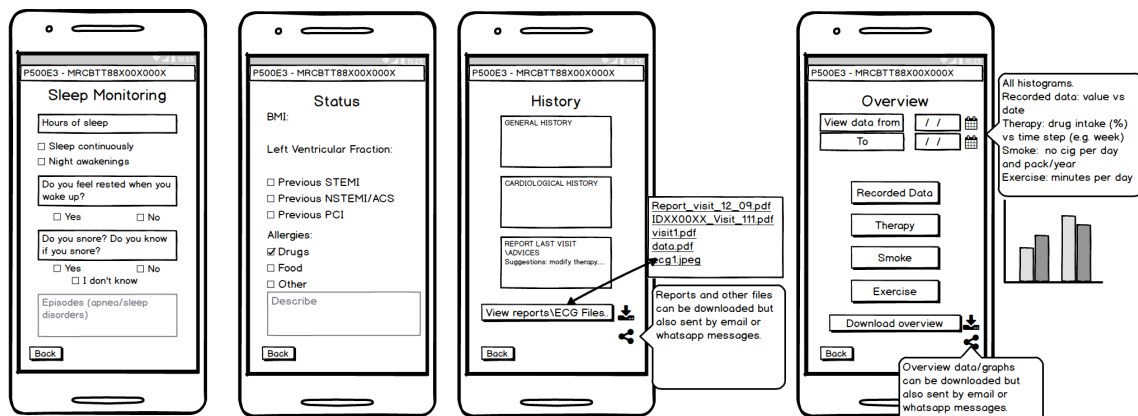 10:25
P500E3 - MRCBTT88X00X000X
Sleep Monitoring
Hours of sleep
Sleep continuously
Night awakenings
Do you feel rested when you
wake up?
Yes
No
Do you snore? Do you know
if you snore?
Yes
No
I don't know
Episodes (apnea/sleep
disorders)
Back
P500E3 - MRCBTT88X00X000X
Status
BMI:
Left Ventricular Fraction:
Previous STEMI
Previous NSTEMI/ACS
Previous PCI
Allergies:
Drugs
Food
Other
Describe
Back
P500E3 - MRCBTT88X00X000X
History
GENERAL HISTORY
CARDIOLOGICAL HISTORY
REPORT LAST VISIT
\ADVICES
Suggestions: modify therapy....
View reports\ECG Files..
Back
Report_visit_12_09.pdf
IDXX00XX_Visit_111.pdf
visit1.pdf
data.pdf
ecg1.jpeg
Reports and other files
can be downloaded but
also sent by email or
whatsapp messages.
P500E3 - MRCBTT88X00X000X
Overview
View data from
/ /
To
/ /
Recorded Data
Therapy
Smoke
Exercise
Download overview
Back
All histograms.
Recorded data: value vs
date
Therapy: drug intake (%)
vs time step (e.g. week)
Smoke: no cig per day
and pack/year
Exercise: minutes per day
Overview data/graphs
can be downloaded but
also sent by email or
whatsapp messages.